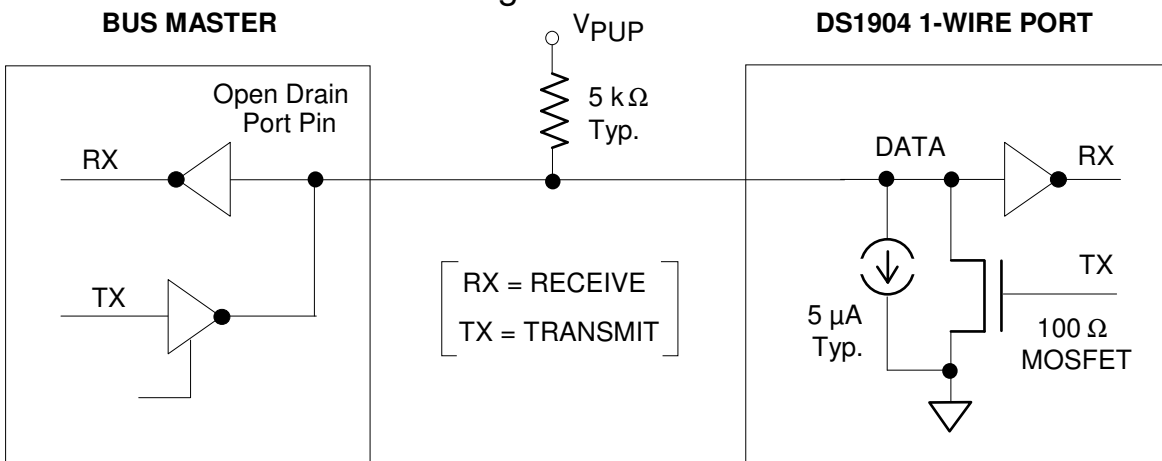 BUS MASTER
VPUP
DS1904 1-WIRE PORT
Open Drain
Port Pin
5 kΩ
Typ.
RX
DATA
RX
TX
RX = RECEIVE
TX = TRANSMIT
5 µA
Typ.
TX
100 Ω
MOSFET